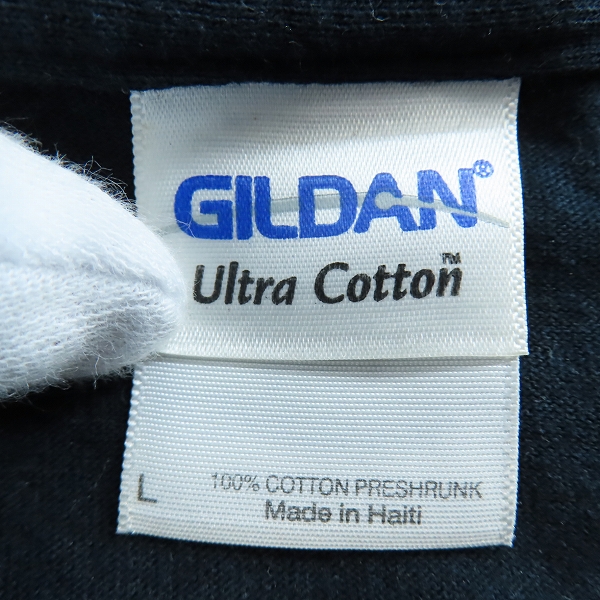 GILDAN®
Ultra Cotton™
L
100% COTTON PRESHRUNK
Made in Haiti